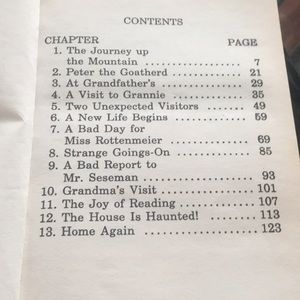 CONTENTS
CHAPTER PAGE
1. The Journey up
the Mountain .................. 7
2. Peter the Goatherd ............ 21
3. At Grandfather's .............. 29
4. A Visit to Grannie ............ 35
5. Two Unexpected Visitors ...... 49
6. A New Life Begins ............ 59
7. A Bad Day for
Miss Rottenmeier ............ 69
8. Strange Goings-On ............ 85
9. A Bad Report to
Mr. Seseman .................. 93
10. Grandma's Visit .............. 101
11. The Joy of Reading ........... 107
12. The House Is Haunted! ....... 113
13. Home Again .................. 123